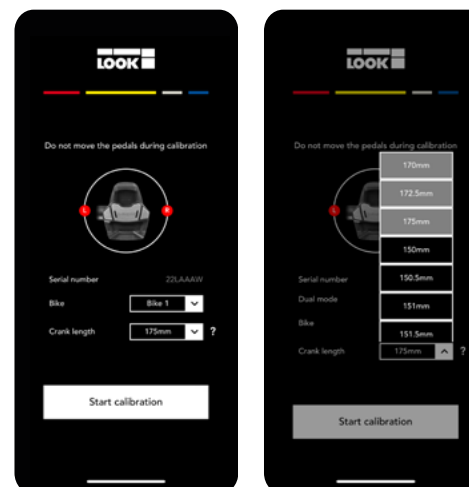 LOOK
Do not move the pedals during calibration
L
R
Serial number 22LAAAW
Bike Bike 1
Crank length 175mm ?
Start calibration
LOOK
Do not move the pedals during calibration
L
170mm
172.5mm
175mm
150mm
150.5mm
151mm
151.5mm
Serial number
Dual mode
Bike
Crank length 175mm ?
Start calibration